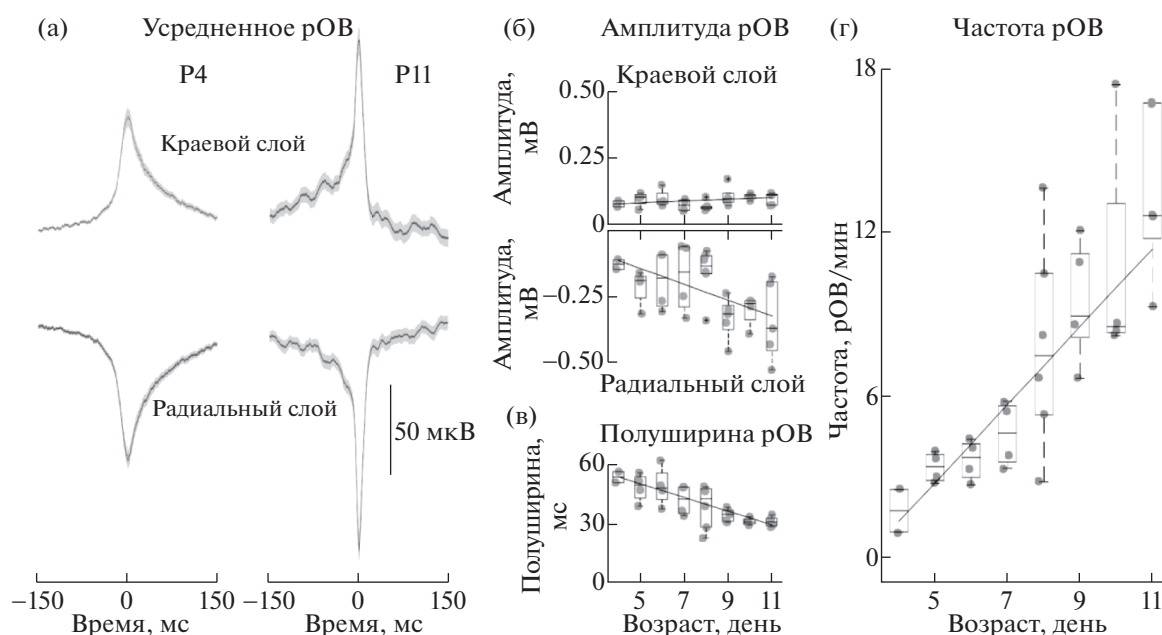 (а)
Усредненное рОВ
P4
P11
Краевой слой
Радиальный слой
50 мкВ
−150
0
150
−150
0
150
Время, мс
Время, мс
(б)
Амплитуда рОВ
Краевой слой
Амплитуда, мВ
0.50
0.25
0
Амплитуда, мВ
−0.25
−0.50
Радиальный слой
(в)
Полуширина рОВ
Полуширина, мс
60
30
0
5
7
9
11
Возраст, день
(г)
Частота рОВ
Частота, рОВ/мин
18
12
6
0
5
7
9
11
Возраст, день